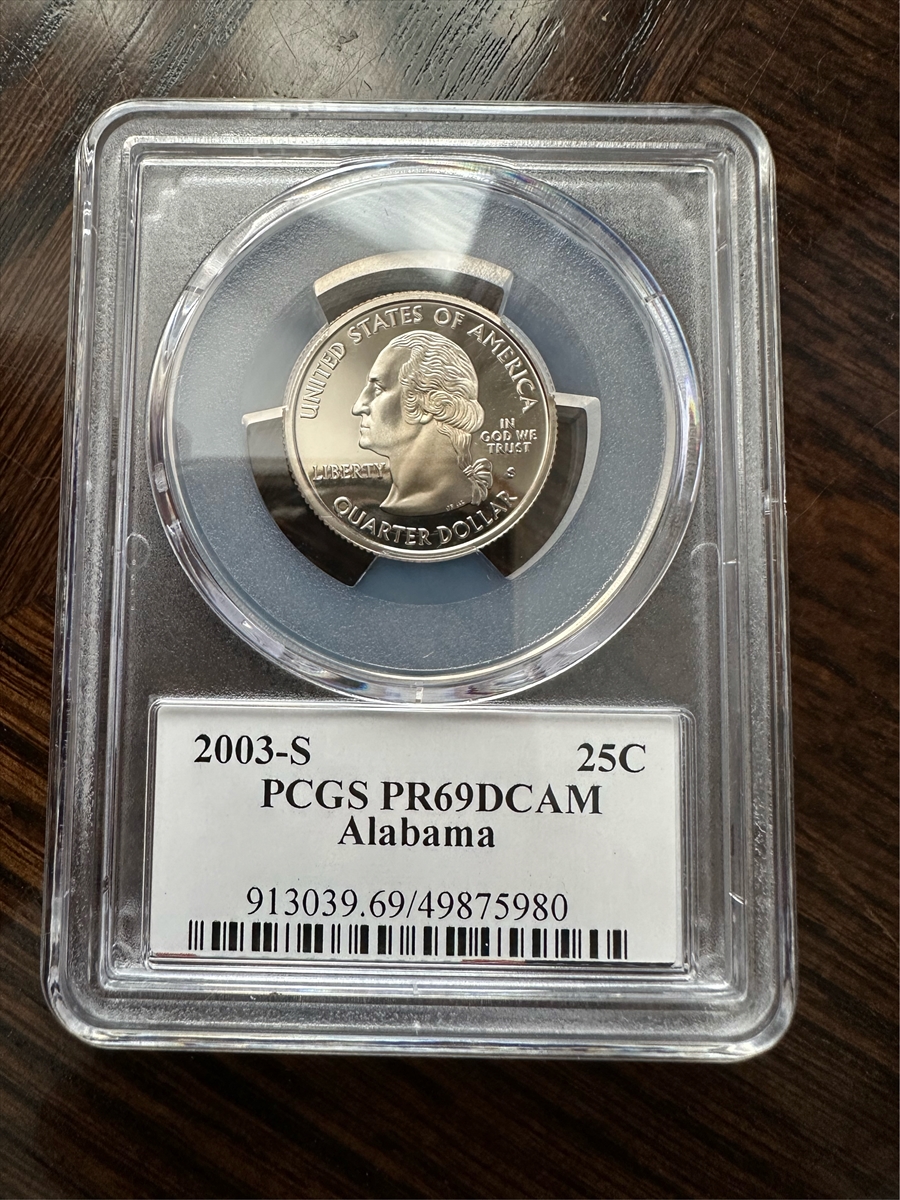 UNITED STATES OF AMERICA
IN
GOD WE
TRUST
LIBERTY
S
QUARTER DOLLAR
2003-S 25C
PCGS PR69DCAM
Alabama
913039.69/49875980